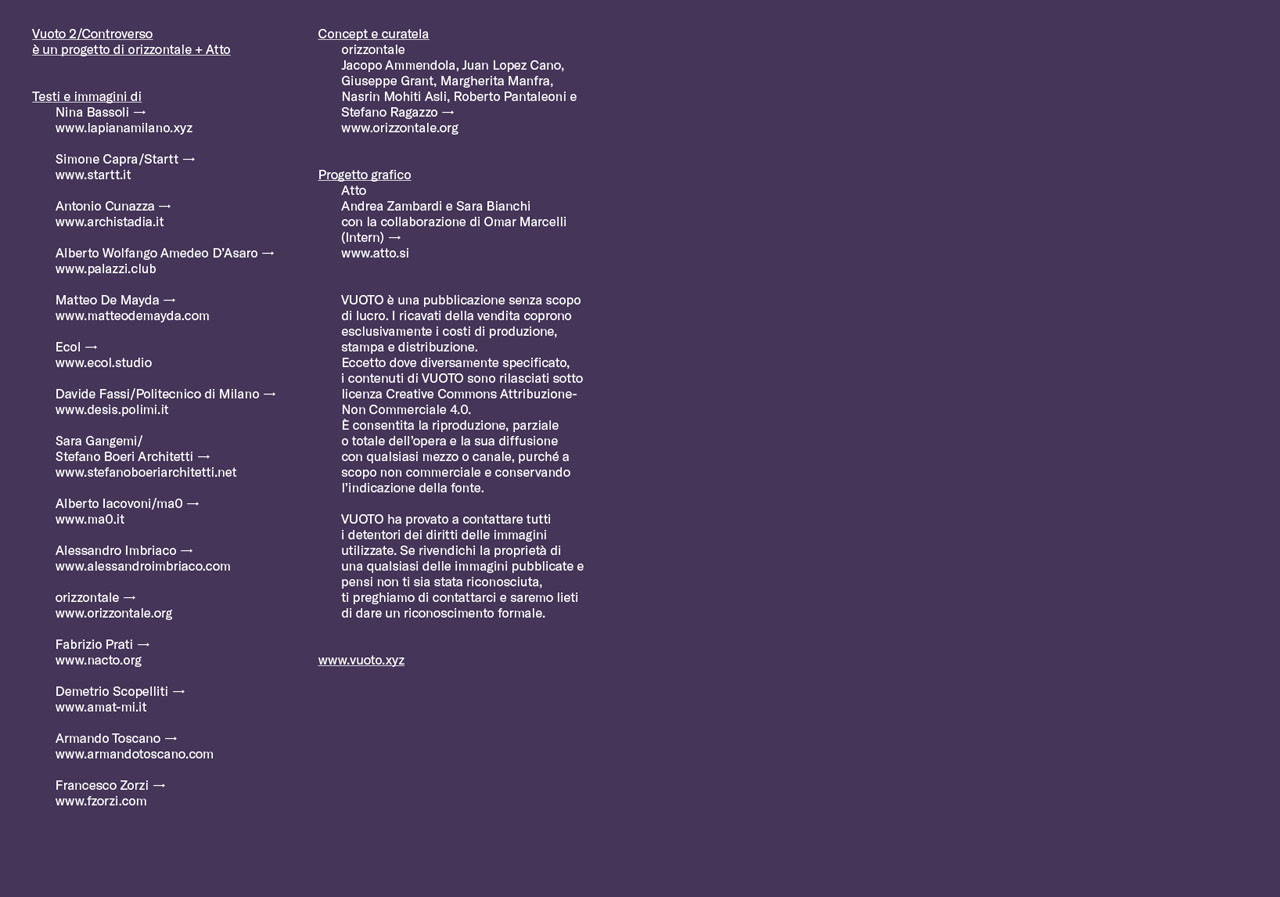 Vuoto 2/Controverso
è un progetto di orizzontale + Atto
Testi e immagini di
Nina Bassoli →
www.lapianamilano.xyz
Simone Capra/Startt →
www.startt.it
Antonio Cunazza →
www.archistadia.it
Alberto Wolfango Amedeo D’Asaro →
www.palazzi.club
Matteo De Mayda →
www.matteodemayda.com
Ecol →
www.ecol.studio
Davide Fassi/Politecnico di Milano →
www.desis.polimi.it
Sara Gangemi/
Stefano Boeri Architetti →
www.stefanoboeriarchitetti.net
Alberto Iacovoni/ma0 →
www.ma0.it
Alessandro Imbriaco →
www.alessandroimbriaco.com
orizzontale →
www.orizzontale.org
Fabrizio Prati →
www.nacto.org
Demetrio Scopelliti →
www.amat-mi.it
Armando Toscano →
www.armandotoscano.com
Francesco Zorzi →
www.fzorzi.com
Concept e curatela
orizzontale
Jacopo Ammendola, Juan Lopez Cano,
Giuseppe Grant, Margherita Manfra,
Nasrin Mohiti Asli, Roberto Pantaleoni e
Stefano Ragazzo →
www.orizzontale.org
Progetto grafico
Atto
Andrea Zambardi e Sara Bianchi
con la collaborazione di Omar Marcelli
(Intern) →
www.atto.si
VUOTO è una pubblicazione senza scopo
di lucro. I ricavati della vendita coprono
esclusivamente i costi di produzione,
stampa e distribuzione.
Eccetto dove diversamente specificato,
i contenuti di VUOTO sono rilasciati sotto
licenza Creative Commons Attribuzione-
Non Commerciale 4.0.
È consentita la riproduzione, parziale
o totale dell’opera e la sua diffusione
con qualsiasi mezzo o canale, purché a
scopo non commerciale e conservando
l’indicazione della fonte.
VUOTO ha provato a contattare tutti
i detentori dei diritti delle immagini
utilizzate. Se rivendichi la proprietà di
una qualsiasi delle immagini pubblicate e
pensi non ti sia stata riconosciuta,
ti preghiamo di contattarci e saremo lieti
di dare un riconoscimento formale.
www.vuoto.xyz